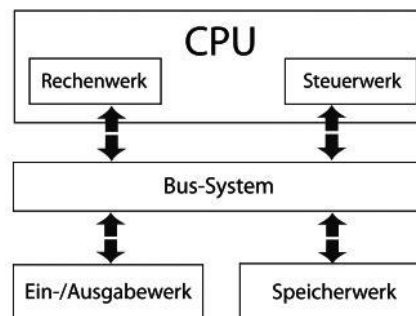 CPU
Rechenwerk
Steuerwerk
Bus-System
Ein-/Ausgabewerk
Speicherwerk